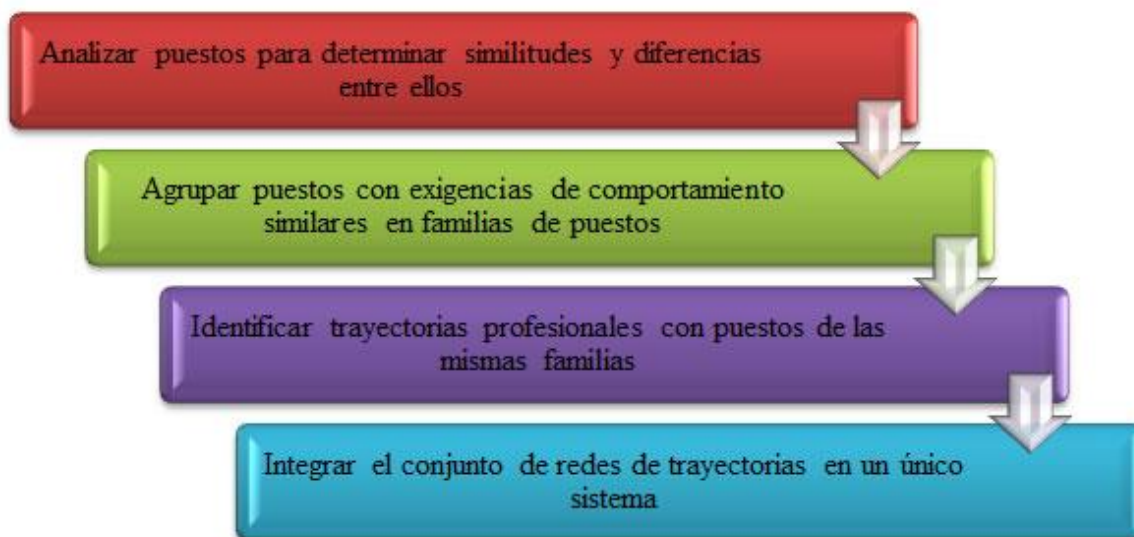 Analizar puestos para determinar similitudes y diferencias
entre ellos
Agrupar puestos con exigencias de comportamiento
similares en familias de puestos
Identificar trayectorias profesionales con puestos de las
mismas familias
Integrar el conjunto de redes de trayectorias en un único
sistema